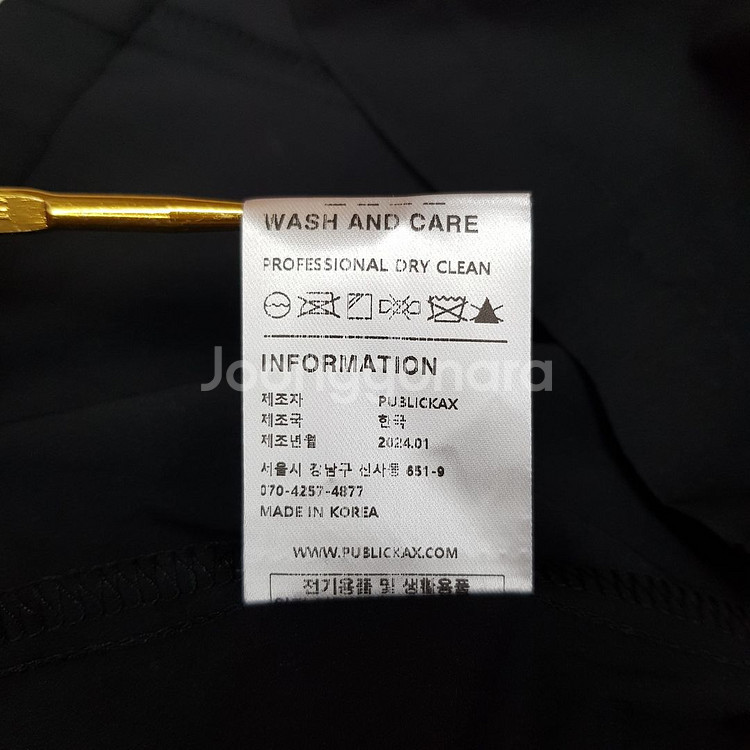 WASH AND CARE
PROFESSIONAL DRY CLEAN
INFORMATION
Joonggonara
제조자 PUBLICKAX
제조국 한국
제조년월 2024.01
서울시 강남구 신사동 651-9
070-4257-4877
MADE IN KOREA
WWW.PUBLICKAX.COM
전기용품 및 생활용품